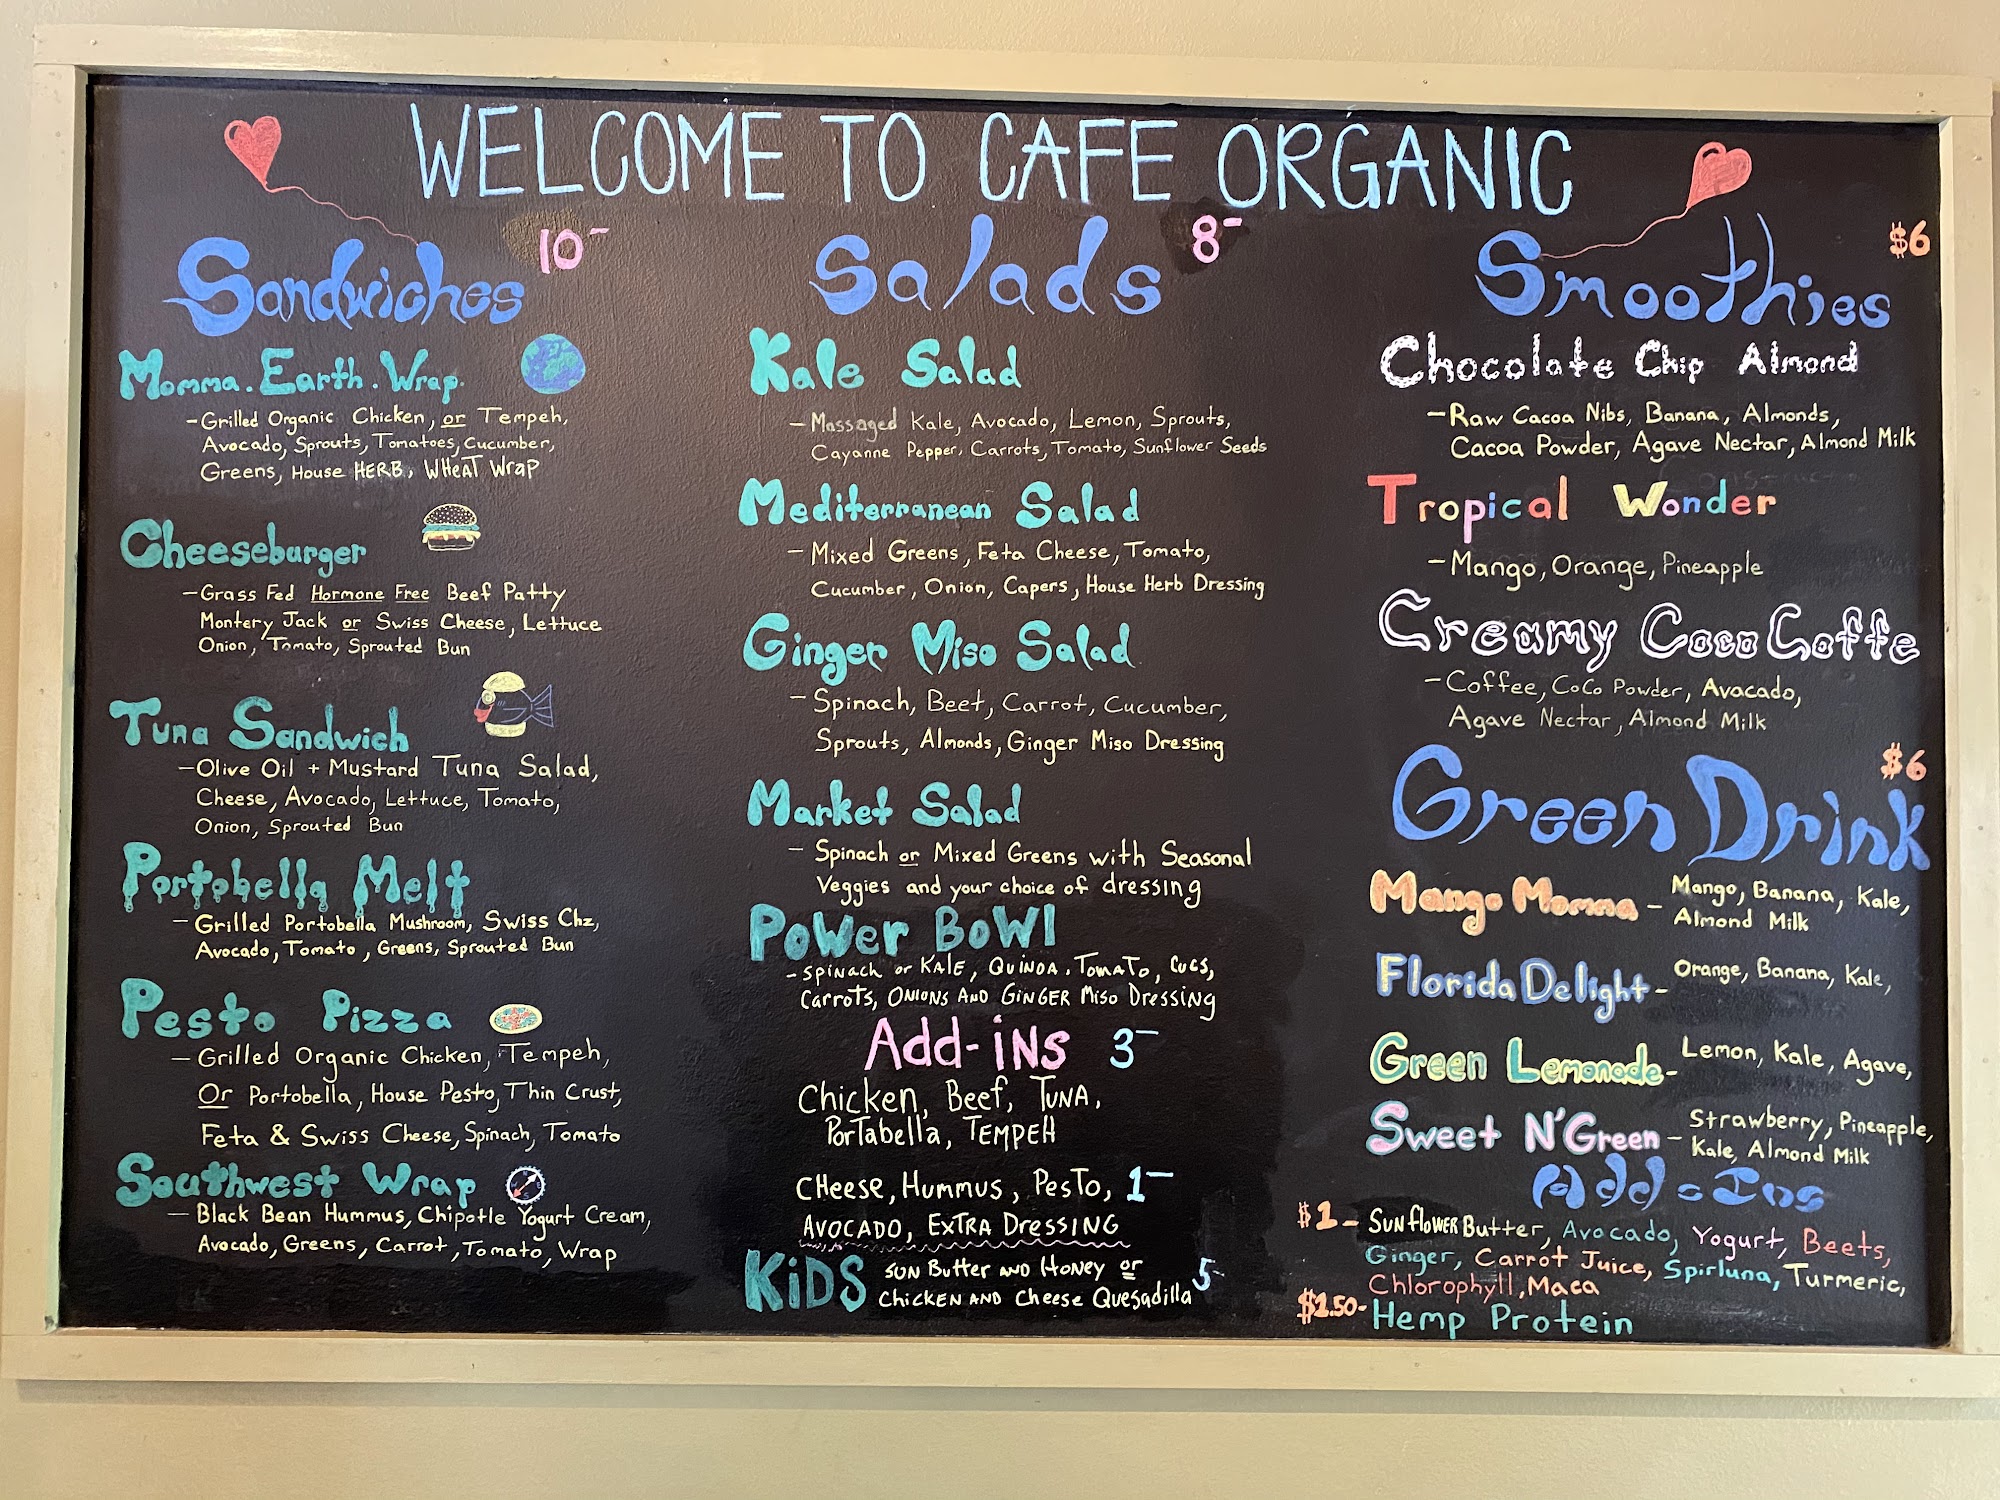 WELCOME TO CAFE ORGANIC
Sandwiches 10-
Momma. Earth. Wrap.
- Grilled Organic Chicken, or Tempeh,
Avocado, Sprouts, Tomatoes, Cucumber,
Greens, House HERB, WHEAT Wrap
Cheeseburger
- Grass Fed Hormone Free Beef Patty
Montery Jack or Swiss Cheese, Lettuce
Onion, Tomato, Sprouted Bun
Tuna Sandwich
- Olive Oil + Mustard Tuna Salad,
Cheese, Avocado, Lettuce, Tomato,
Onion, Sprouted Bun
Portobella Melt
- Grilled Portobella Mushroom, Swiss Chz,
Avocado, Tomato, Greens, Sprouted Bun
Pesto Pizza
- Grilled Organic Chicken, Tempeh,
Or Portobella, House Pesto, Thin Crust,
Feta & Swiss Cheese, Spinach, Tomato
Southwest Wrap
- Black Bean Hummus, Chipotle Yogurt Cream,
Avocado, Greens, Carrot, Tomato, Wrap
Salads 8-
Kale Salad
- Massaged Kale, Avocado, Lemon, Sprouts,
Cayanne Pepper, Carrots, Tomato, Sunflower Seeds
Mediterranean Salad
- Mixed Greens, Feta Cheese, Tomato,
Cucumber, Onion, Capers, House Herb Dressing
Ginger Miso Salad
- Spinach, Beet, Carrot, Cucumber,
Sprouts, Almonds, Ginger Miso Dressing
Market Salad
- Spinach or Mixed Greens with Seasonal
Veggies and your choice of dressing
PoWer BoWl
- Spinach or KALE, QUINOA, TOMATO, CUCS,
Carrots, ONIONS AND GINGER Miso Dressing
Add-iNs 3-
Chicken, Beef, TUNA,
Portabella, TEMPEH
CHeese, Hummus, PesTo, 1-
AVOCADO, EXTRA DRESSING
KiDS SUN Butter AND HONey or 5-
CHiCKEN AND CHeese Quesadilla
Smoothies $6
Chocolate Chip Almond
- Raw Cacoa Nibs, Banana, Almonds,
Cacoa Powder, Agave Nectar, Almond Milk
Tropical Wonder
- Mango, Orange, Pineapple
Creamy Coco Coffe
- Coffee, CoCo Powder, Avocado,
Agave Nectar, Almond Milk
Green Drink $6
Mango Momma - Mango, Banana, Kale,
Almond Milk
Florida Delight - Orange, Banana, Kale,
Green Lemonade - Lemon, Kale, Agave,
Sweet N' Green - Strawberry, Pineapple,
Kale, Almond Milk
Add-Ins
$1 - SUNflOWER Butter, Avocado, Yogurt, Beets,
Ginger, Carrot Juice, Spirluna, Turmeric,
Chlorophyll, Maca
$1.50 - Hemp Protein